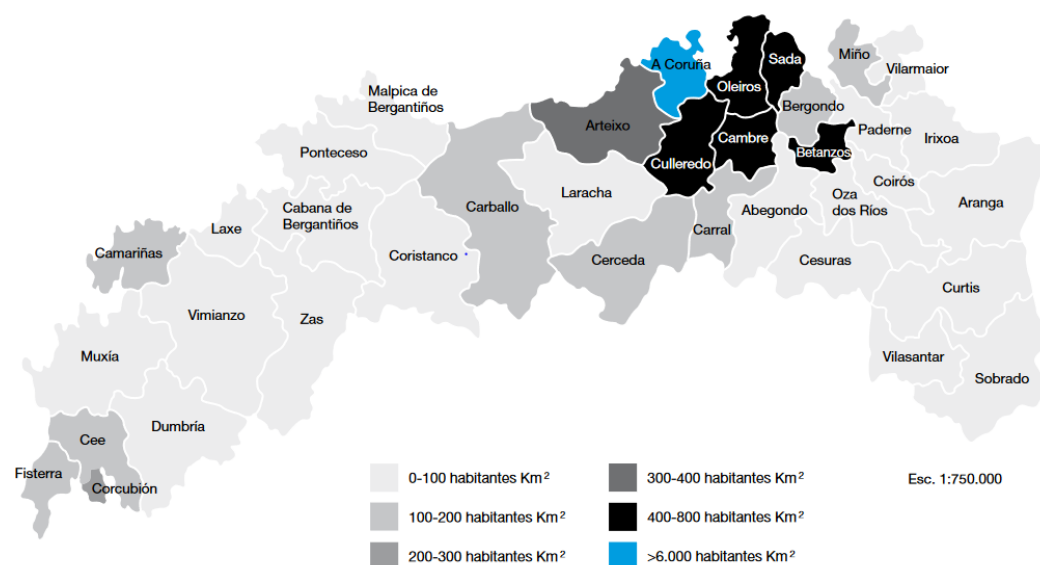 A Coruña
Sada
Miño
Oleiros
Vilarmaior
Malpica de
Bergantiños
Bergondo
Arteixo
Paderne
Irixoa
Ponteceso
Culleredo
Cambre
Betanzos
Coirós
Laracha
Cabana de
Bergantiños
Carballo
Abegondo
Oza
dos Ríos
Aranga
Laxe
Camariñas
Coristanco
Carral
Cerceda
Cesuras
Curtis
Vimianzo
Zas
Muxía
Vilasantar
Sobrado
Dumbría
Cee
Fisterra
Corcubión
0-100 habitantes Km²
100-200 habitantes Km²
200-300 habitantes Km²
300-400 habitantes Km²
400-800 habitantes Km²
>6.000 habitantes Km²
Esc. 1:750.000